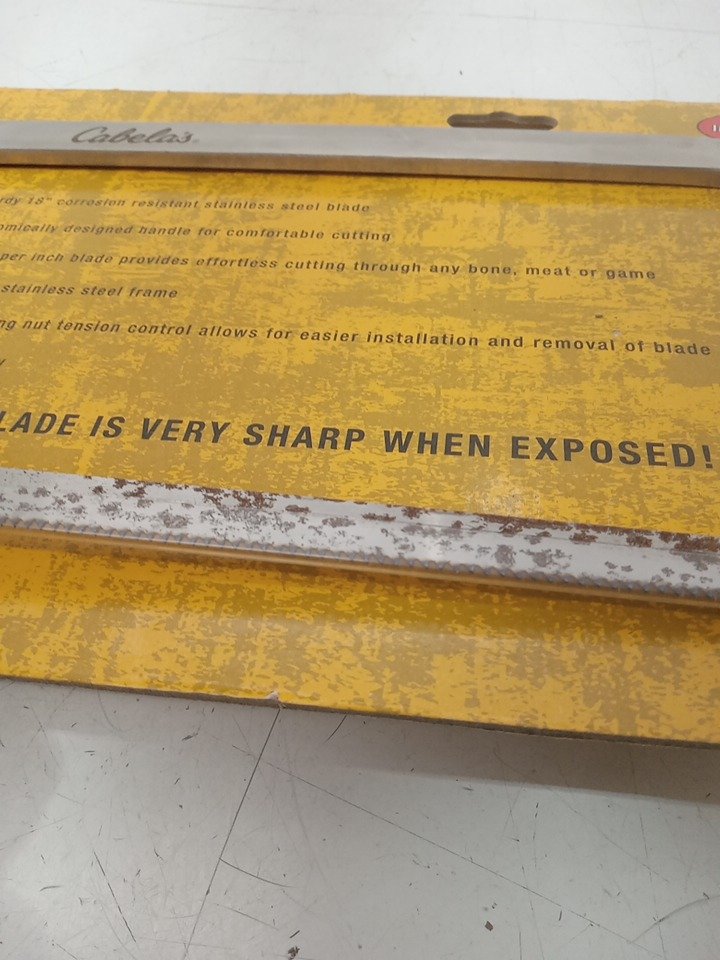 Cabela's
rdy 18" corrosion resistant stainless steel blade
omically designed handle for comfortable cutting
per inch blade provides effortless cutting through any bone, meat or game
stainless steel frame
ng nut tension control allows for easier installation and removal of blade
LADE IS VERY SHARP WHEN EXPOSED!